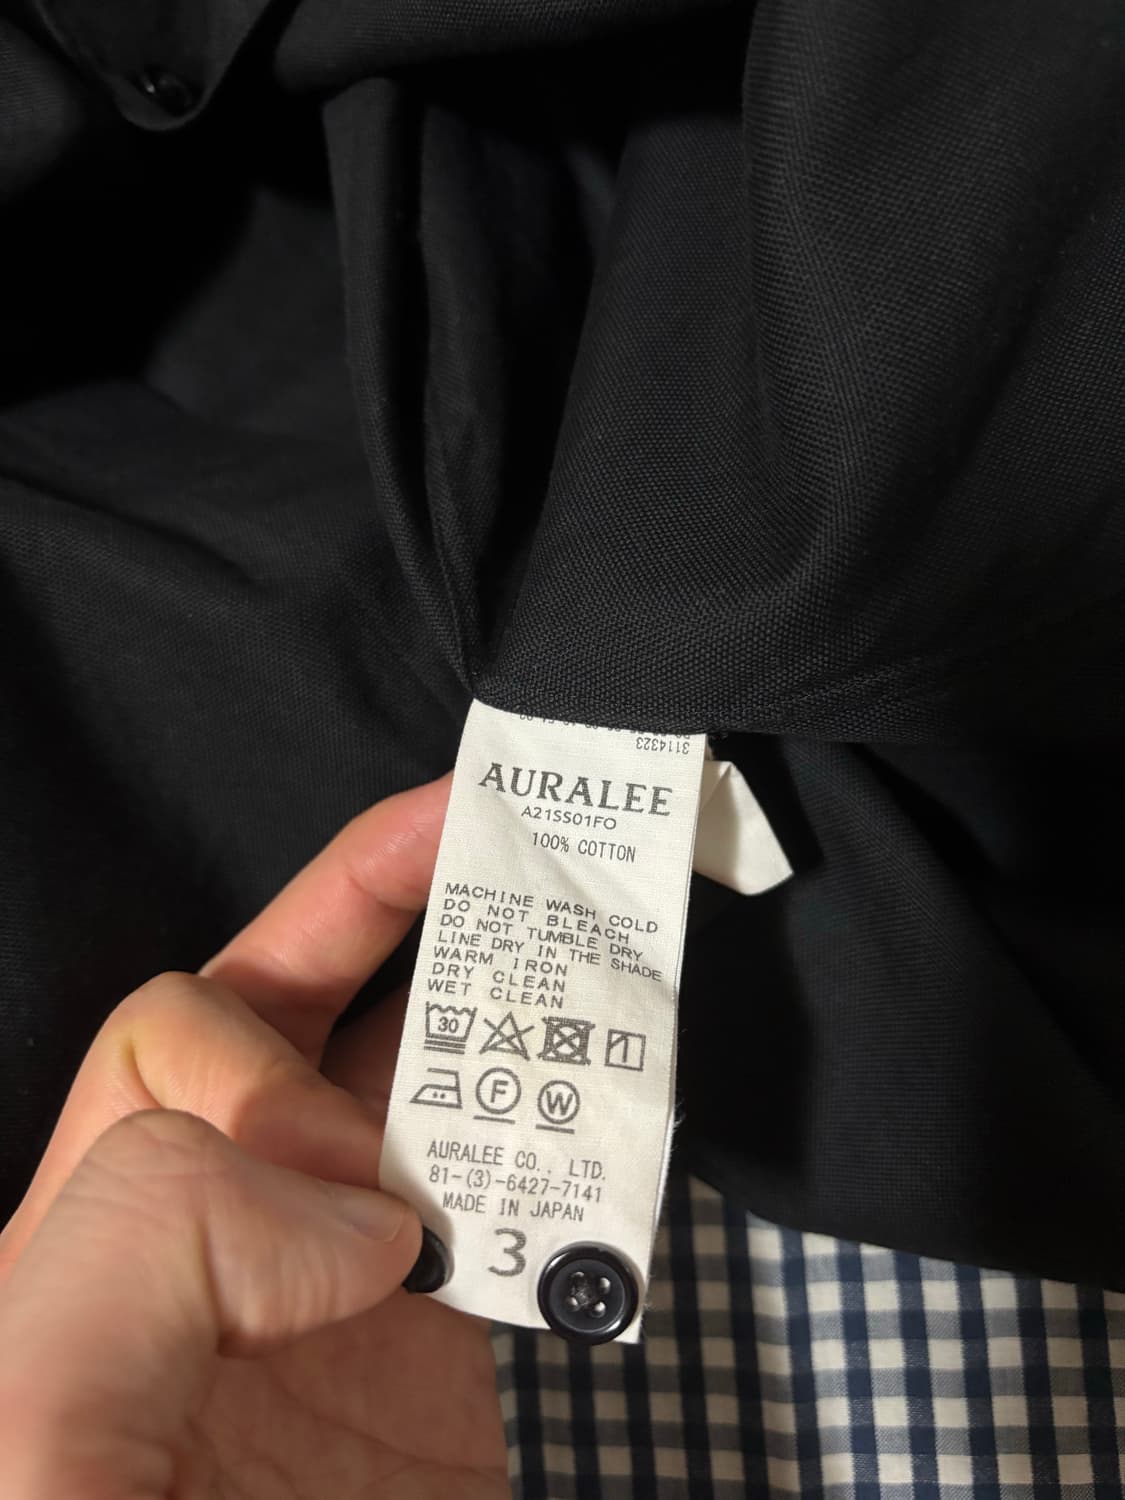 3114323
AURALEE
A21SS01FO
100% COTTON
MACHINE WASH COLD
DO NOT BLEACH
DO NOT TUMBLE DRY
LINE DRY IN THE SHADE
WARM IRON
DRY CLEAN
WET CLEAN
30
F
W
AURALEE CO., LTD.
81-(3)-6427-7141
MADE IN JAPAN
3